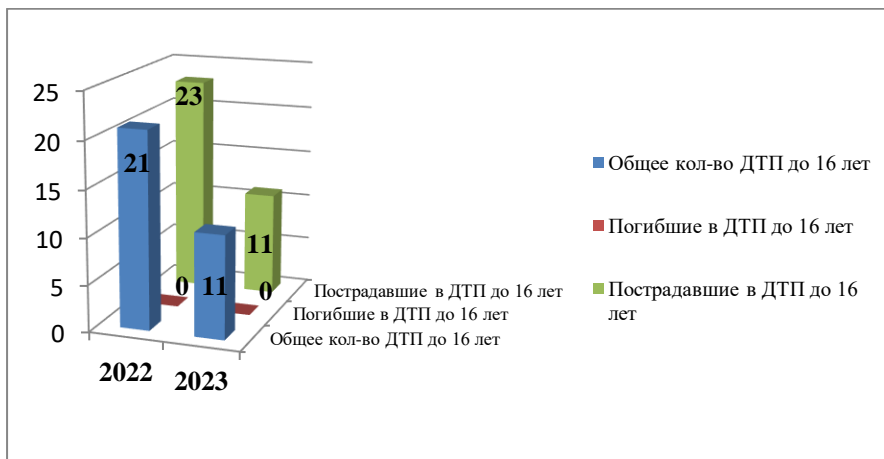 25
20
15
10
5
0
21
23
0
11
11
0
2022
2023
Пострадавшие в ДТП до 16 лет
Погибшие в ДТП до 16 лет
Общее кол-во ДТП до 16 лет
Общее кол-во ДТП до 16 лет
Погибшие в ДТП до 16 лет
Пострадавшие в ДТП до 16
лет